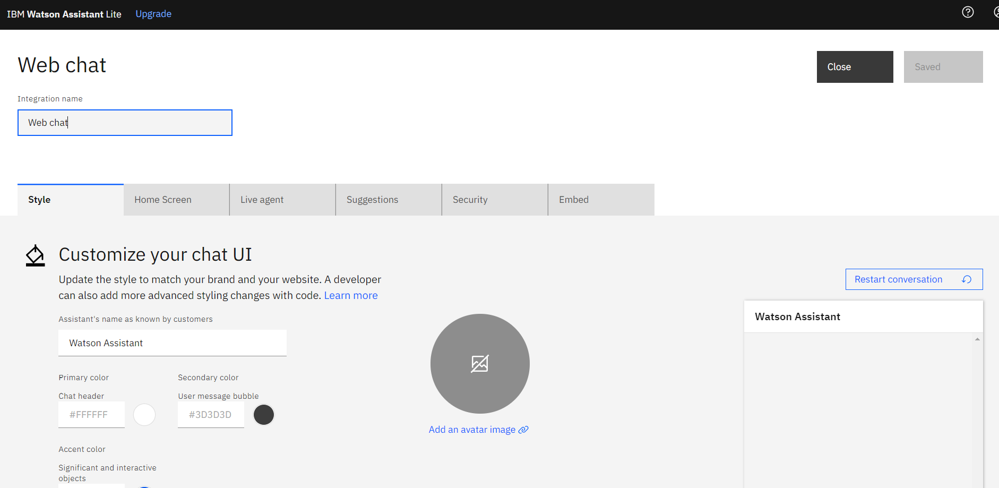 IBM Watson Assistant Lite Upgrade
Web chat
Close Saved
Integration name
Web chat
Style Home Screen Live agent Suggestions Security Embed
Customize your chat UI
Update the style to match your brand and your website. A developer
can also add more advanced styling changes with code. Learn more
Restart conversation
Assistant's name as known by customers
Watson Assistant
Watson Assistant
Primary color Secondary color
Chat header User message bubble
#FFFFFF #3D3D3D
Add an avatar image
Accent color
Significant and interactive
objects